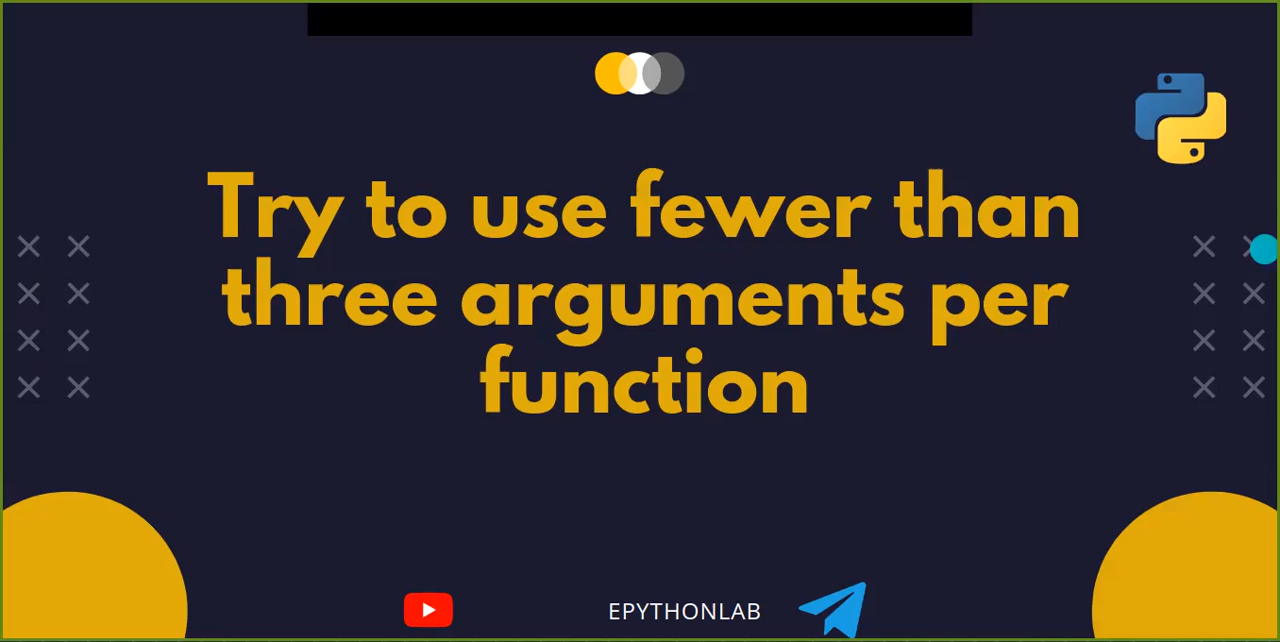 Try to use fewer than
three arguments per
function
EPYTHONLAB